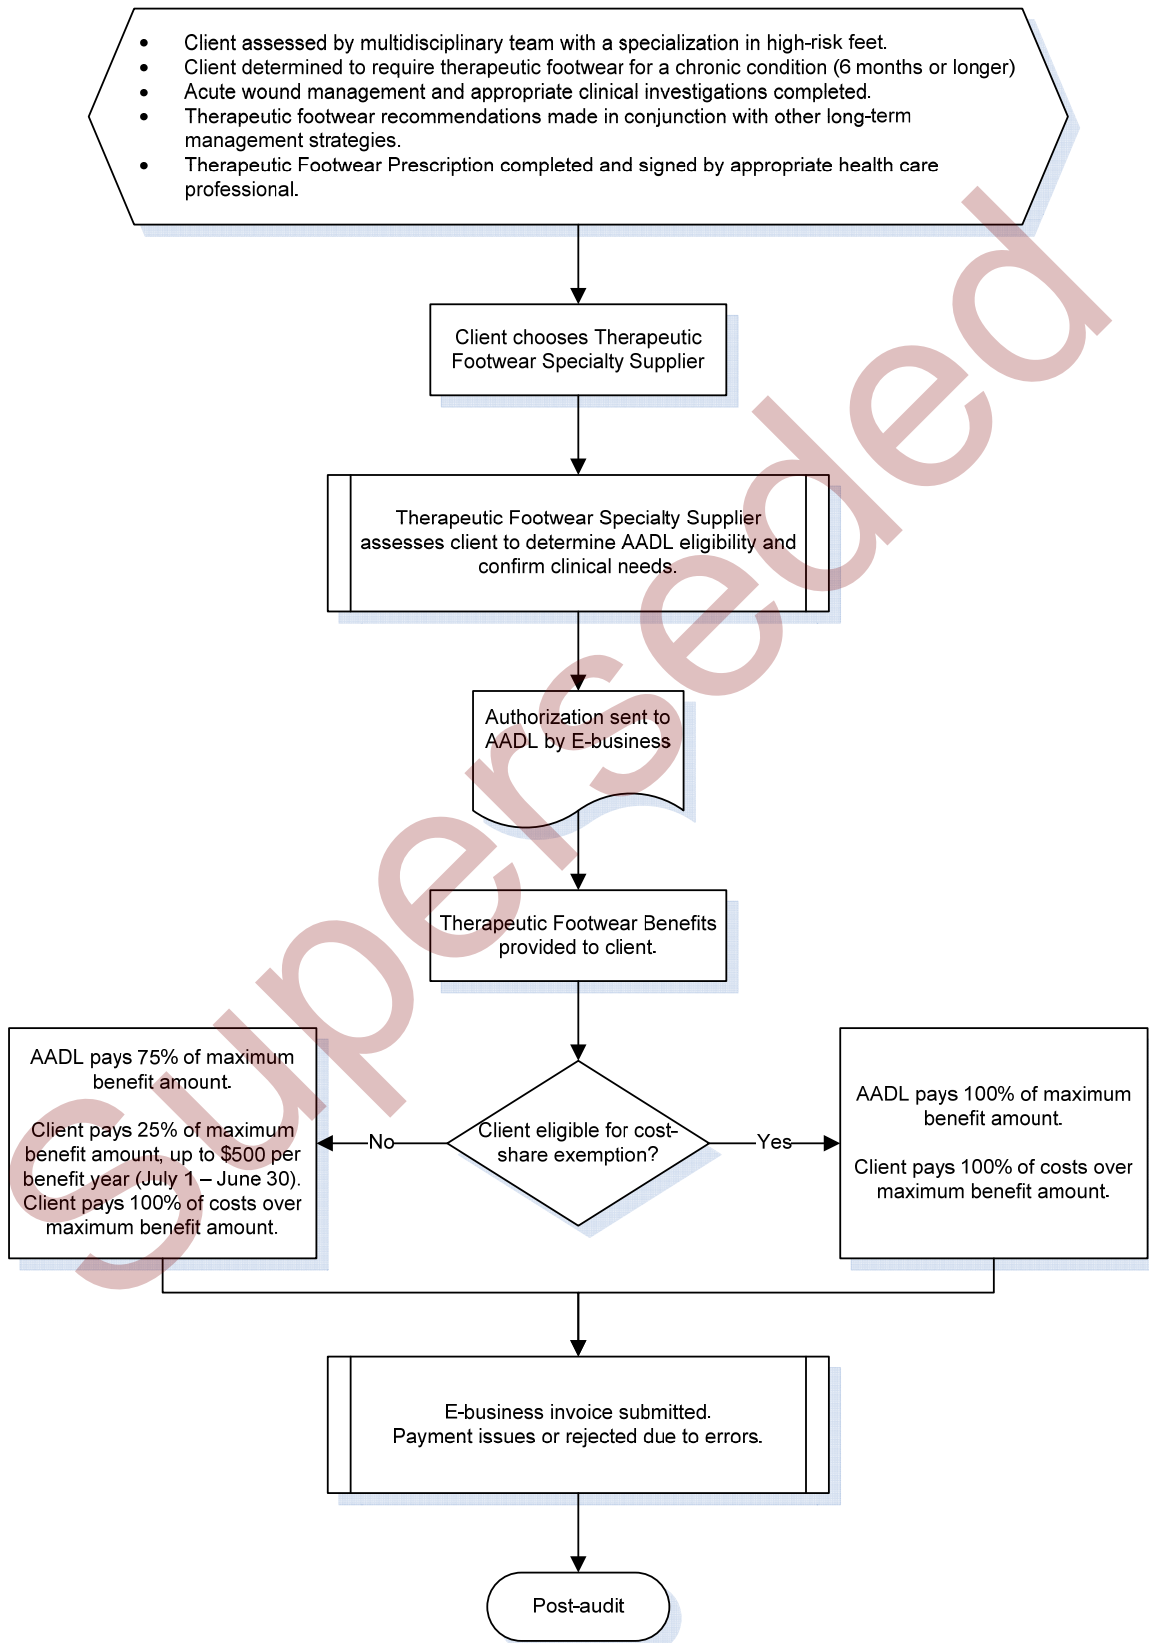 • Client assessed by multidisciplinary team with a specialization in high-risk feet.
• Client determined to require therapeutic footwear for a chronic condition (6 months or longer)
• Acute wound management and appropriate clinical investigations completed.
• Therapeutic footwear recommendations made in conjunction with other long-term
management strategies.
• Therapeutic Footwear Prescription completed and signed by appropriate health care
professional.
Client chooses Therapeutic
Footwear Specialty Supplier
Therapeutic Footwear Specialty Supplier
assesses client to determine AADL eligibility and
confirm clinical needs.
Authorization sent to
AADL by E-business
Therapeutic Footwear Benefits
provided to client.
AADL pays 75% of maximum
benefit amount.
Client pays 25% of maximum
benefit amount, up to $500 per
benefit year (July 1 – June 30).
Client pays 100% of costs over
maximum benefit amount.
No
Client eligible for cost-
share exemption?
Yes
AADL pays 100% of maximum
benefit amount.
Client pays 100% of costs over
maximum benefit amount.
E-business invoice submitted.
Payment issues or rejected due to errors.
Post-audit
Superseded